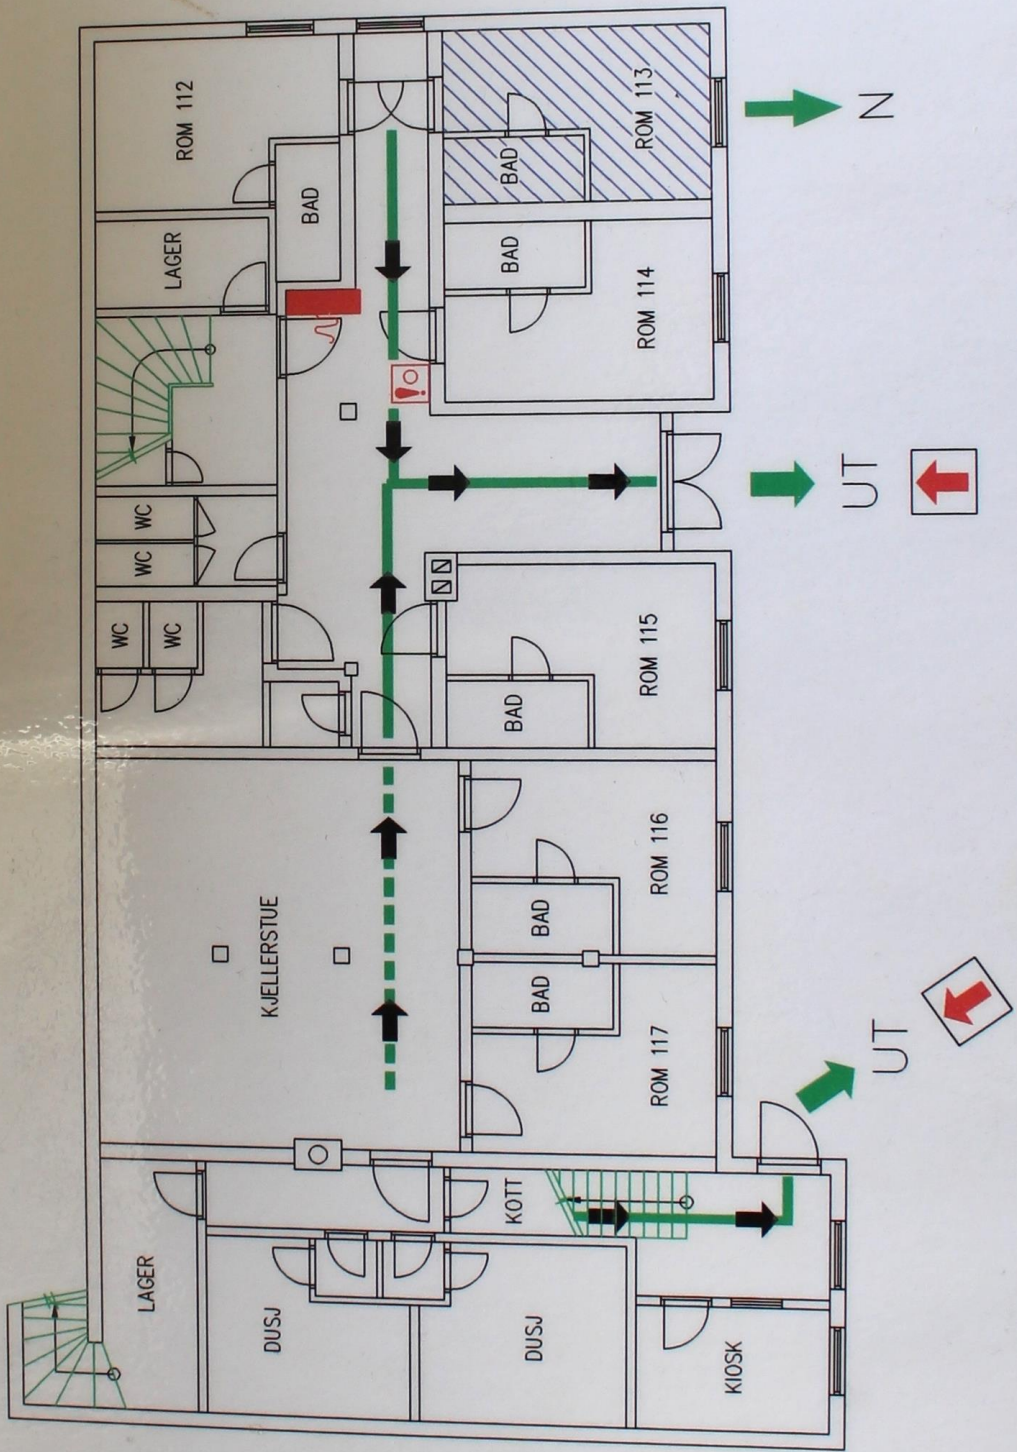 ROM 112
BAD
LAGER
WC
WC
WC
WC
ROM 113
BAD
BAD
ROM 114
ROM 115
BAD
KJELLERSTUE
ROM 116
BAD
BAD
ROM 117
KOTT
LAGER
DUSJ
DUSJ
KIOSK
N
UT
UT